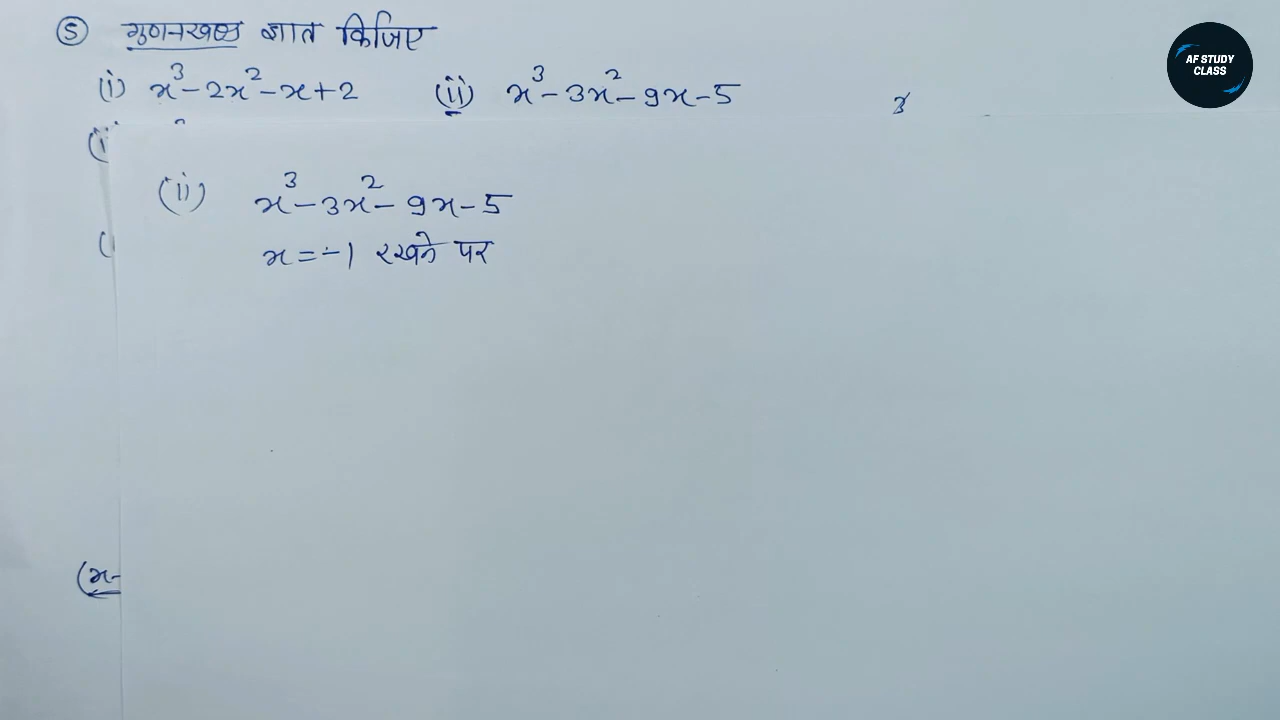 ⑤ गुणनखण्ड ज्ञात किजिए
(i) x³-2x²-x+2 (ii) x³-3x²-9x-5
AF STUDY
CLASS
(i
(ii) x³-3x²-9x-5
(
x=-1 रखने पर
(x-